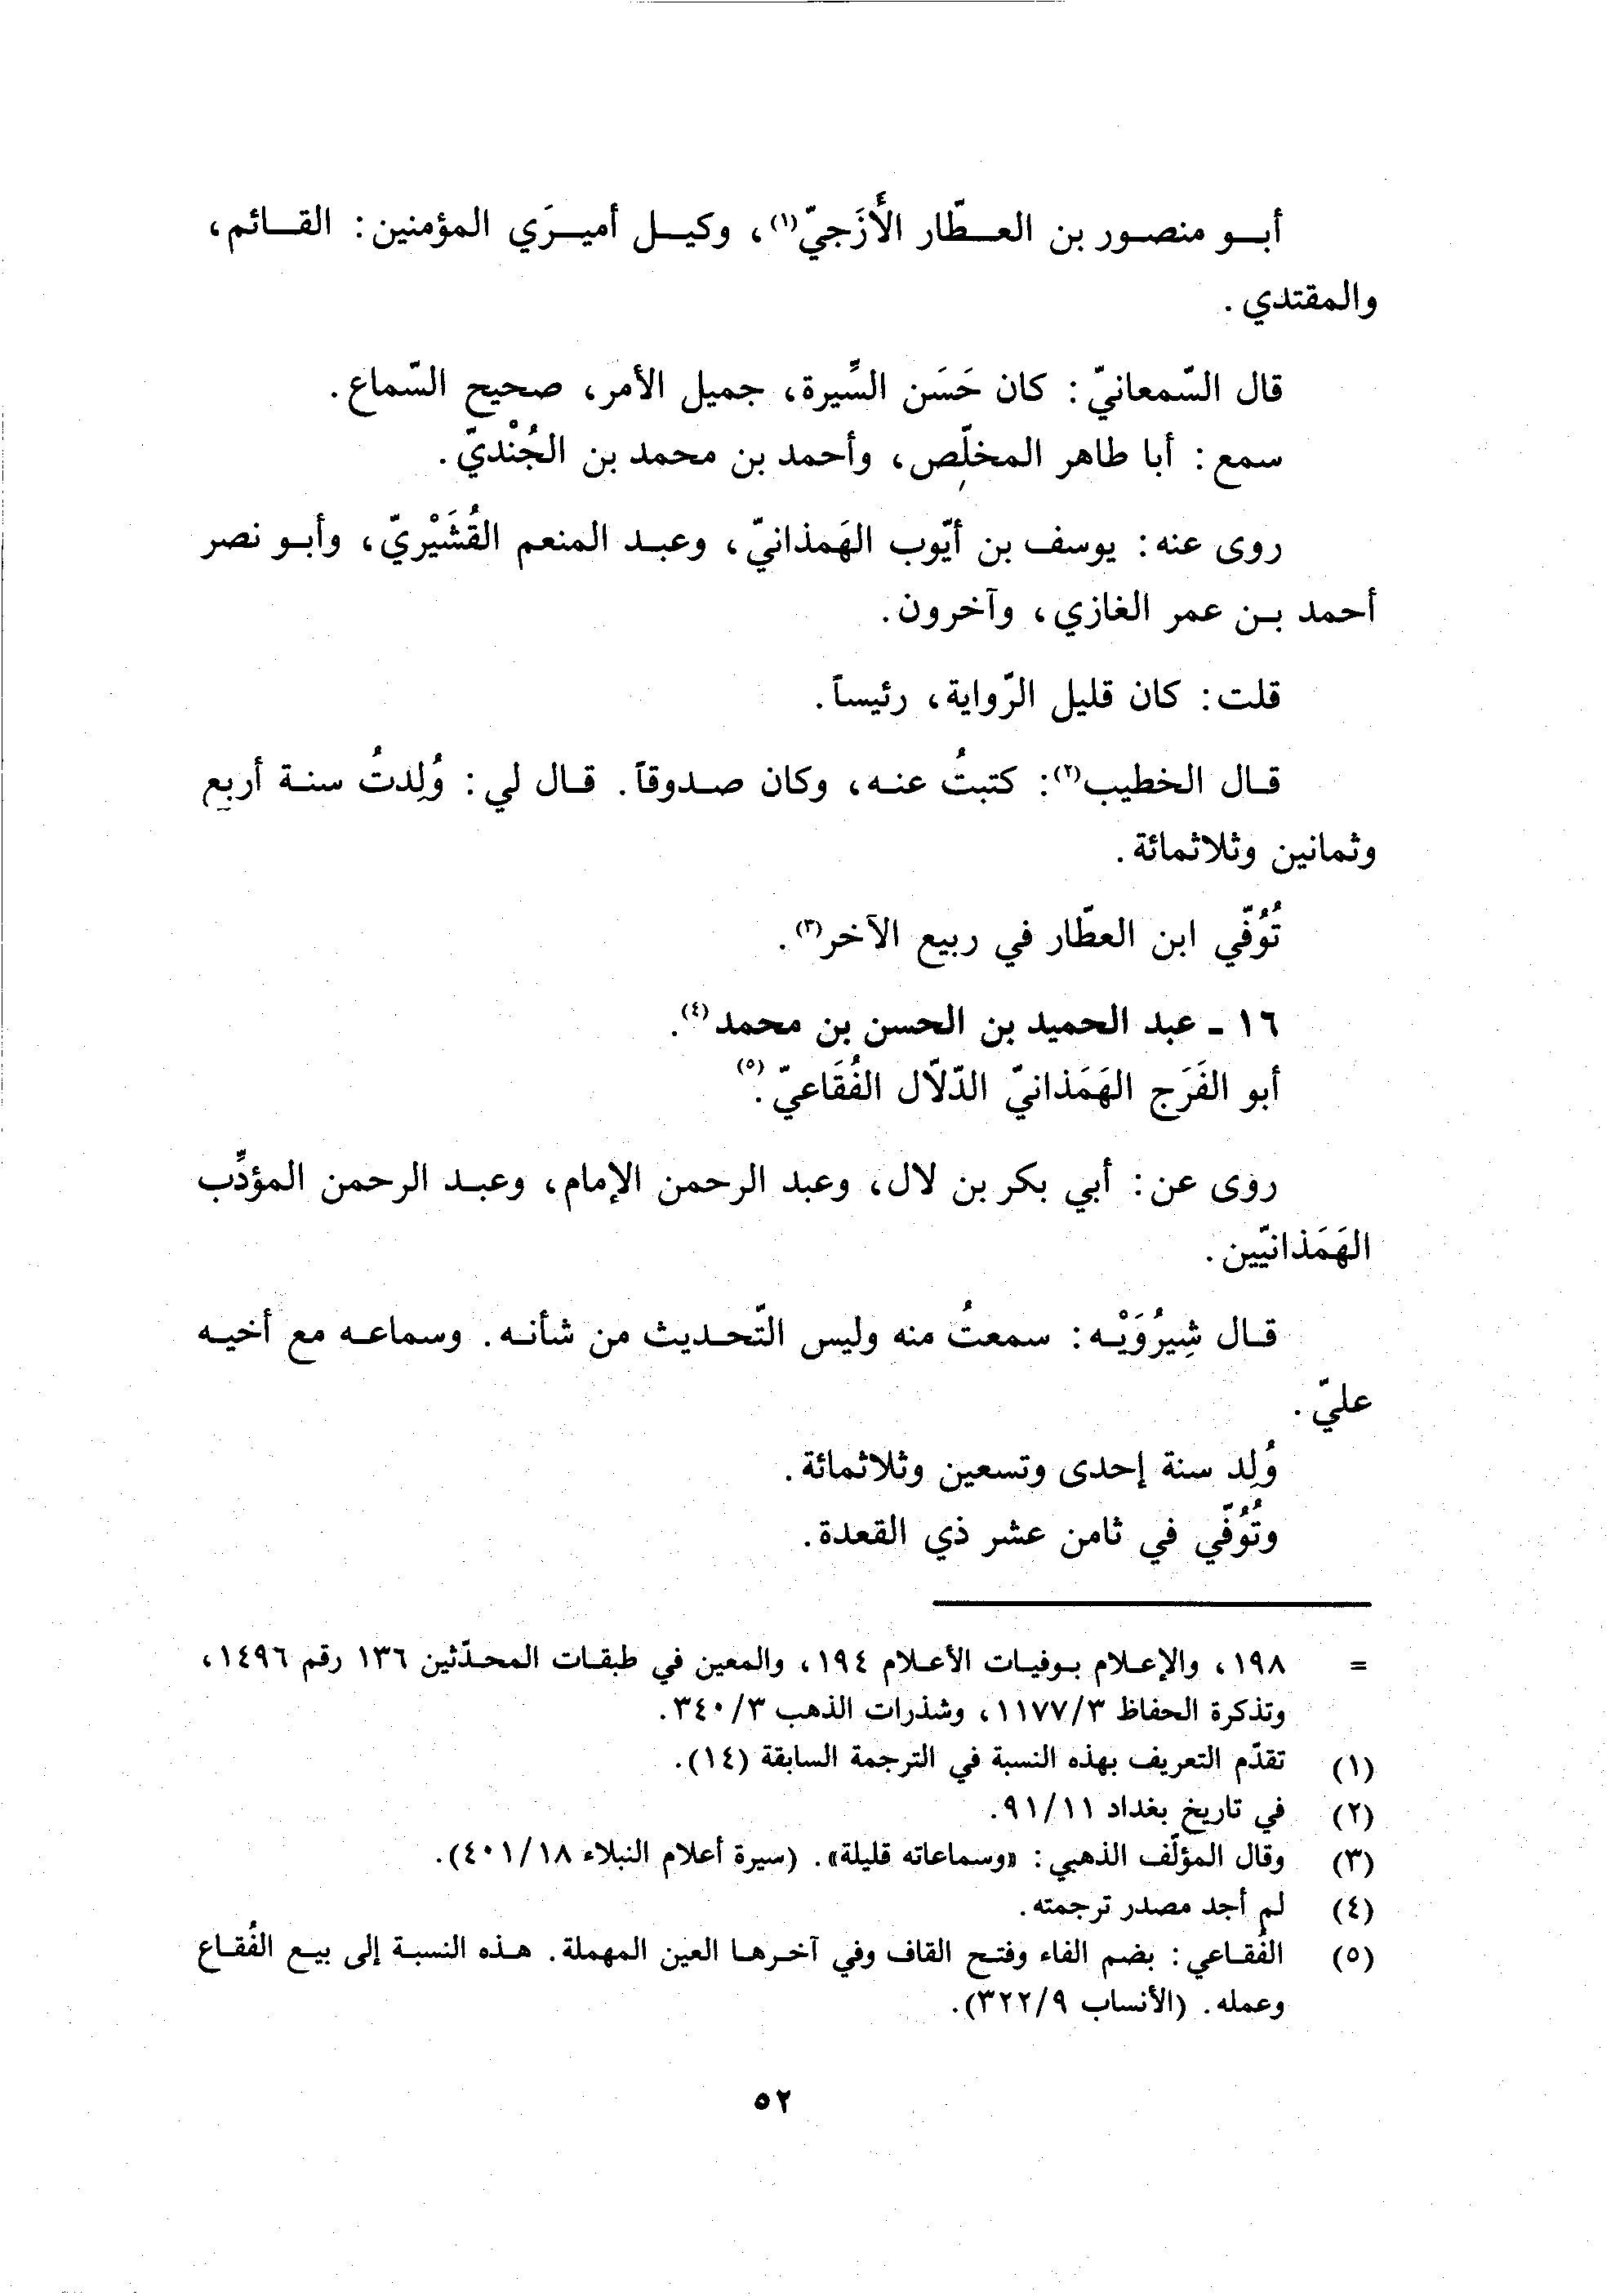 أبو منصور بن العطّار الأَزَجيّ(١)، وكيل أميرَي المؤمنين: القائم،
والمقتدي.
قال السّمعانيّ: كان حَسَن السِّيرة، جميل الأمر، صحيح السّماع.
سمع: أبا طاهر المخلِّص، وأحمد بن محمد بن الجُنْديّ.
روى عنه: يوسف بن أيّوب الهَمذانيّ، وعبد المنعم القُشَيْريّ، وأبو نصر
أحمد بن عمر الغازي، وآخرون.
قلت: كان قليل الرّواية، رئيساً.
قال الخطيب(٢): كتبتُ عنه، وكان صدوقاً. قال لي: وُلِدتُ سنة أربع
وثمانين وثلاثمائة.
تُوُفّي ابن العطّار في ربيع الآخر(٣).
١٦ - عبد الحميد بن الحسن بن محمد(٤).
أبو الفَرَج الهَمَذانيّ الدّلّال الفُقَاعيّ(٥).
روى عن: أبي بكر بن لال، وعبد الرحمن الإمام، وعبد الرحمن المؤدِّب
الهَمَذانيّين.
قال شِيرُوَيْه: سمعتُ منه وليس التّحديث من شأنه. وسماعه مع أخيه
عليّ.
وُلِد سنة إحدى وتسعين وثلاثمائة.
وتُوُفّي في ثامن عشر ذي القعدة.
= ١٩٨، والإعلام بوفيات الأعلام ١٩٤، والمعين في طبقات المحدّثين ١٣٦ رقم ١٤٩٦،
وتذكرة الحفاظ ١١٧٧/٣، وشذرات الذهب ٣٤٠/٣.
(١) تقدّم التعريف بهذه النسبة في الترجمة السابقة (١٤).
(٢) في تاريخ بغداد ٩١/١١.
(٣) وقال المؤلّف الذهبي: «وسماعاته قليلة». (سيرة أعلام النبلاء ٤٠١/١٨).
(٤) لم أجد مصدر ترجمته.
(٥) الفُقاعي: بضم الفاء وفتح القاف وفي آخرها العين المهملة. هذه النسبة إلى بيع الفقاع
وعمله. (الأنساب ٣٢٢/٩).
٥٢